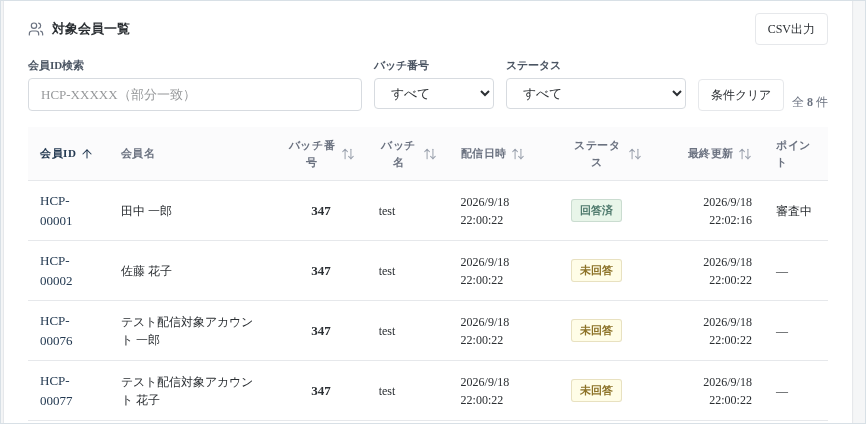 対象会員一覧
CSV出力
会員ID検索
バッチ番号
ステータス
HCP-XXXXX（部分一致）
すべて
すべて
条件クリア
全 8 件
会員ID
会員名
バッチ番
号
バッチ
名
配信日時
ステータ
ス
最終更新
ポイン
ト
HCP-
00001
田中 一郎
347
test
2026/9/18
22:00:22
回答済
2026/9/18
22:02:16
審査中
HCP-
00002
佐藤 花子
347
test
2026/9/18
22:00:22
未回答
2026/9/18
22:00:22
—
HCP-
00076
テスト配信対象アカウン
ト 一郎
347
test
2026/9/18
22:00:22
未回答
2026/9/18
22:00:22
—
HCP-
00077
テスト配信対象アカウン
ト 花子
347
test
2026/9/18
22:00:22
未回答
2026/9/18
22:00:22
—